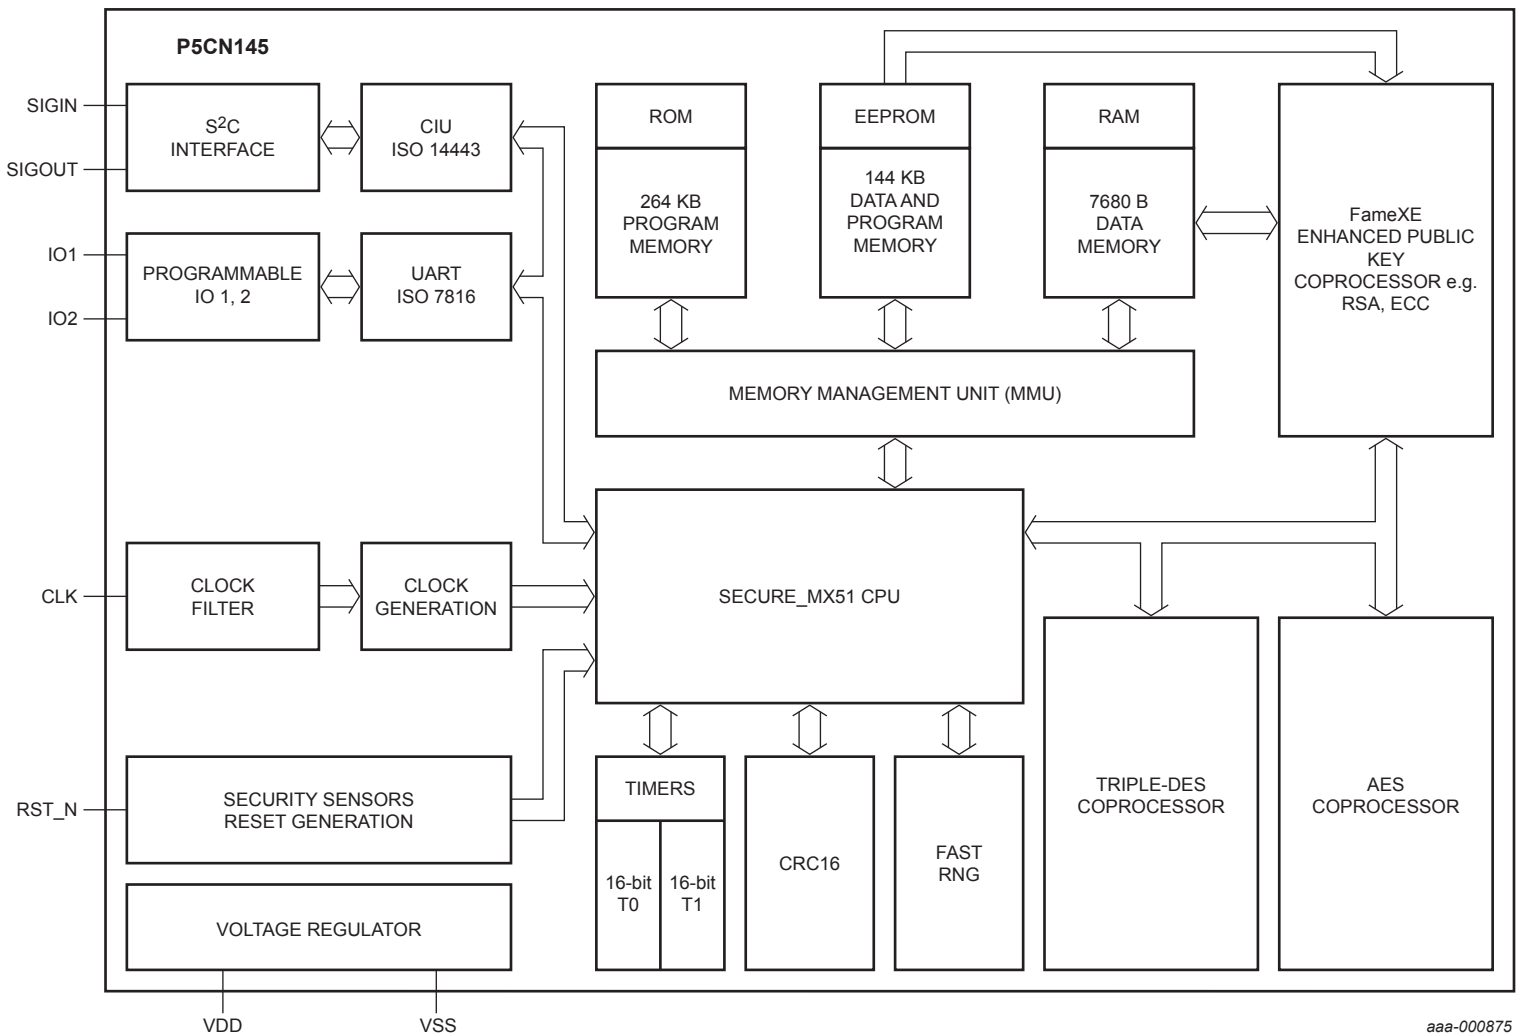 P5CN145
SIGIN
SIGOUT
S2C
INTERFACE
CIU
ISO 14443
IO1
IO2
PROGRAMMABLE
IO 1, 2
UART
ISO 7816
ROM
264 KB
PROGRAM
MEMORY
EEPROM
144 KB
DATA AND
PROGRAM
MEMORY
RAM
7680 B
DATA
MEMORY
FameXE
ENHANCED PUBLIC
KEY
COPROCESSOR e.g.
RSA, ECC
MEMORY MANAGEMENT UNIT (MMU)
CLK
CLOCK
FILTER
CLOCK
GENERATION
SECURE_MX51 CPU
RST_N
SECURITY SENSORS
RESET GENERATION
TIMERS
16-bit
T0
16-bit
T1
CRC16
FAST
RNG
TRIPLE-DES
COPROCESSOR
AES
COPROCESSOR
VOLTAGE REGULATOR
VDD
VSS
aaa-000875